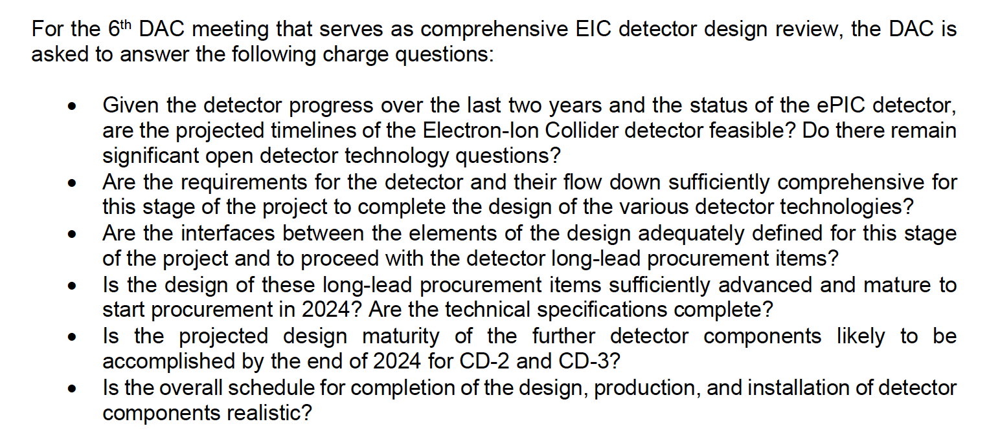 For the 6th DAC meeting that serves as comprehensive EIC detector design review, the DAC is
asked to answer the following charge questions:
• Given the detector progress over the last two years and the status of the ePIC detector,
are the projected timelines of the Electron-Ion Collider detector feasible? Do there remain
significant open detector technology questions?
• Are the requirements for the detector and their flow down sufficiently comprehensive for
this stage of the project to complete the design of the various detector technologies?
• Are the interfaces between the elements of the design adequately defined for this stage
of the project and to proceed with the detector long-lead procurement items?
• Is the design of these long-lead procurement items sufficiently advanced and mature to
start procurement in 2024? Are the technical specifications complete?
• Is the projected design maturity of the further detector components likely to be
accomplished by the end of 2024 for CD-2 and CD-3?
• Is the overall schedule for completion of the design, production, and installation of detector
components realistic?